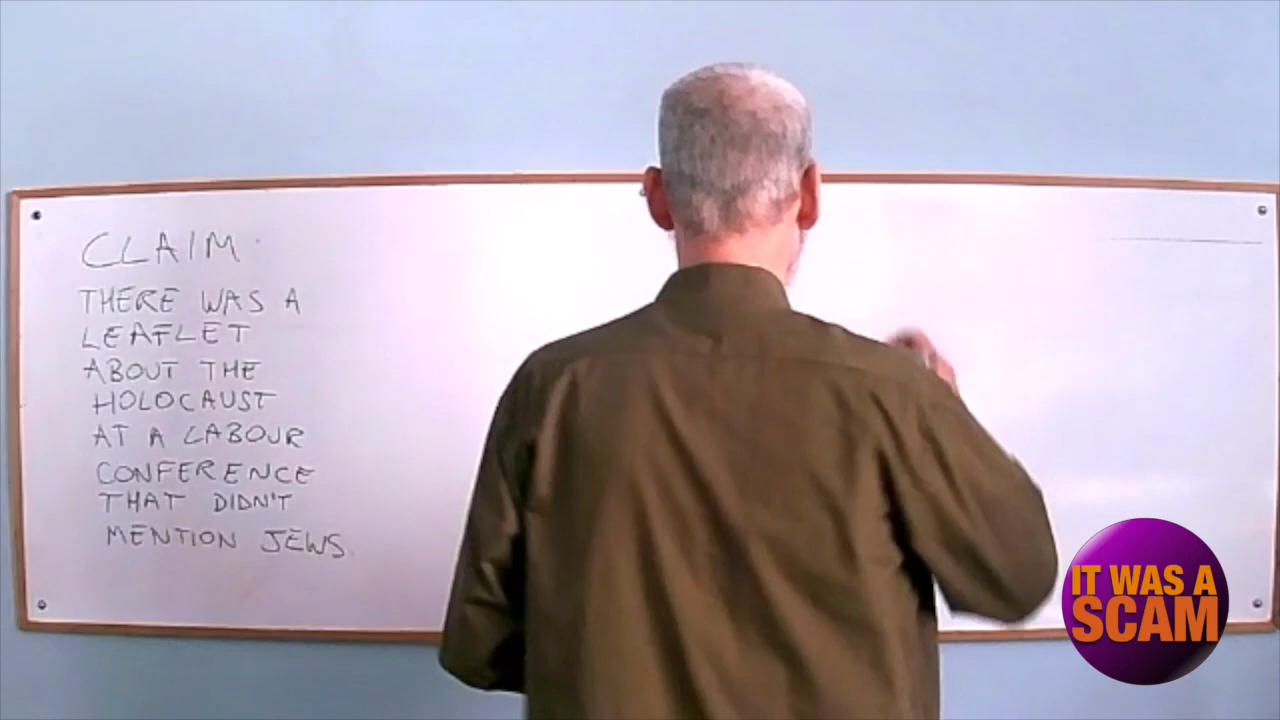 CLAIM.
THERE WAS A
LEAFLET
ABOUT THE
HOLOCAUST
AT A LABOUR
CONFERENCE
THAT DIDN'T
MENTION JEWS.
IT WAS A
SCAM